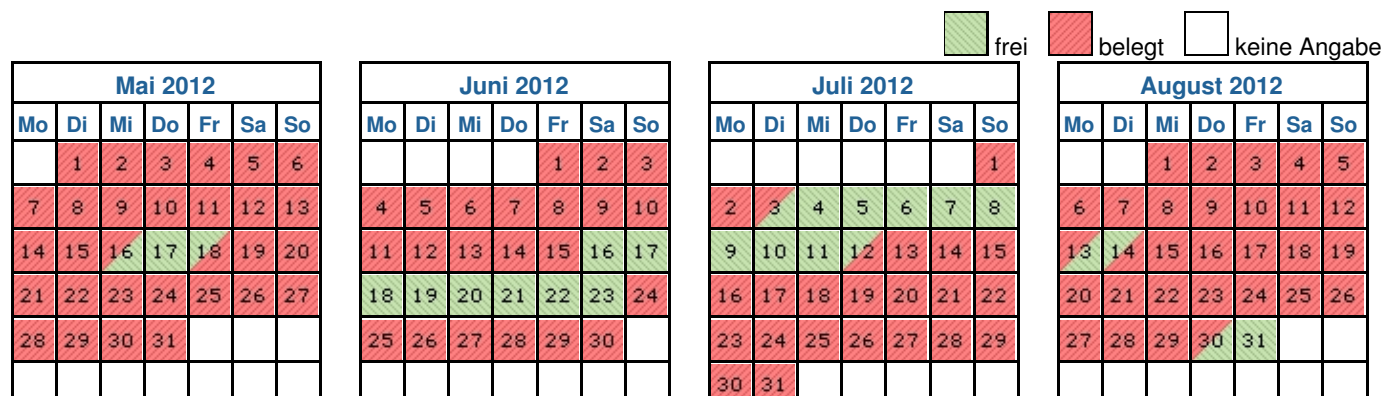 frei belegt keine Angabe
Mai 2012 Juni 2012 Juli 2012 August 2012
Mo Di Mi Do Fr Sa So Mo Di Mi Do Fr Sa So Mo Di Mi Do Fr Sa So Mo Di Mi Do Fr Sa So
1 2 3 4 5 6 1 2 3 1 1 2 3 4 5
7 8 9 10 11 12 13 4 5 6 7 8 9 10 2 3 4 5 6 7 8 6 7 8 9 10 11 12
14 15 16 17 18 19 20 11 12 13 14 15 16 17 9 10 11 12 13 14 15 13 14 15 16 17 18 19
21 22 23 24 25 26 27 18 19 20 21 22 23 24 16 17 18 19 20 21 22 20 21 22 23 24 25 26
28 29 30 31 25 26 27 28 29 30 23 24 25 26 27 28 29 27 28 29 30 31
30 31